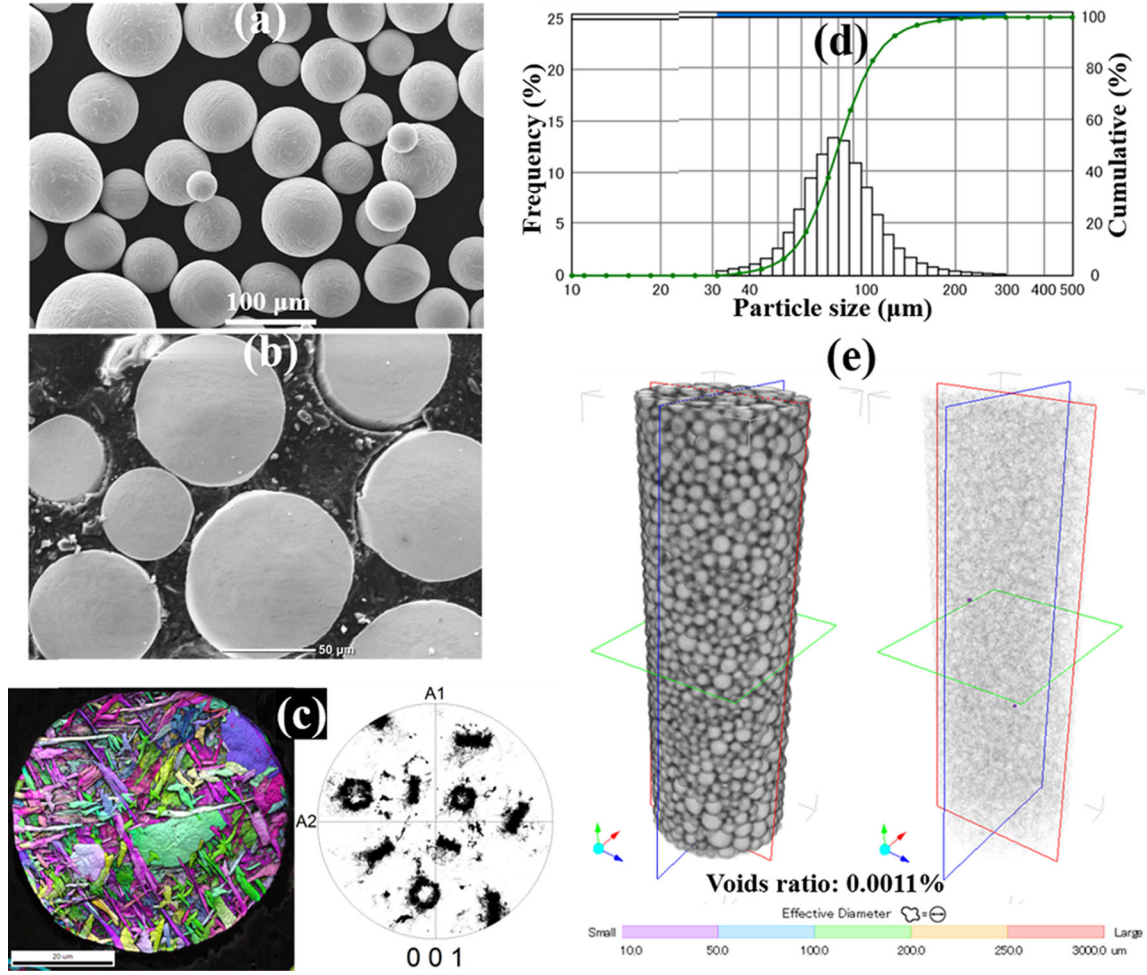 (a)
100 µm
(b)
50 µm
(c)
20 um
A1
A2
0 0 1
(d)
Frequency (%)
25
20
15
10
5
0
Cumulative (%)
100
80
60
40
20
0
10 20 30 40 100 200 300 400 500
Particle size (µm)
(e)
Voids ratio: 0.0011%
Effective Diameter =
Small Large
10.0 50.0 100.0 200.0 250.0 3000.0 um